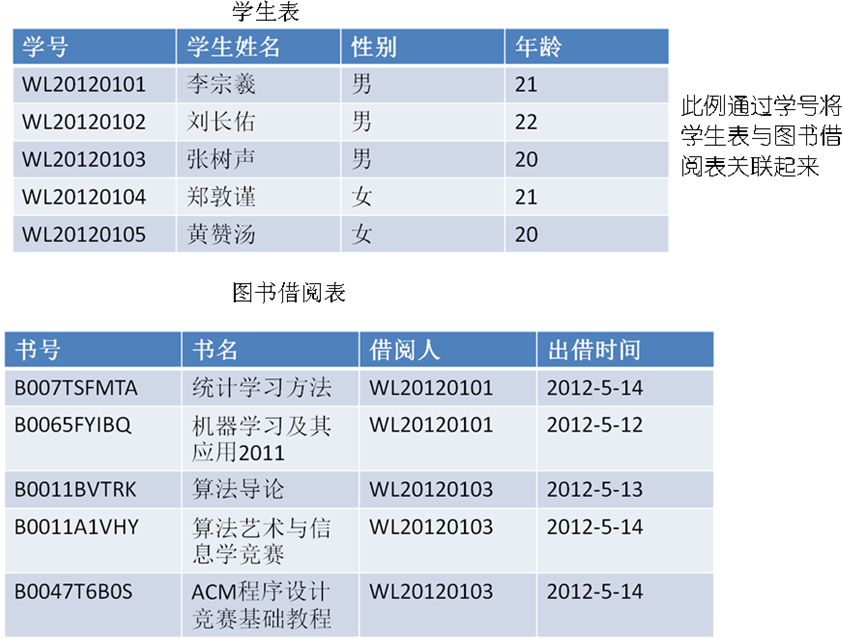 学生表
学号 学生姓名 性别 年龄
WL20120101 李宗羲 男 21
WL20120102 刘长佑 男 22
WL20120103 张树声 男 20
WL20120104 郑敦谨 女 21
WL20120105 黄赞汤 女 20
此例通过学号将
学生表与图书借
阅表关联起来
图书借阅表
书号 书名 借阅人 出借时间
B007TSFMTA 统计学习方法 WL20120101 2012-5-14
B0065FYIBQ 机器学习及其 WL20120101 2012-5-12
应用2011
B0011BVTRK 算法导论 WL20120103 2012-5-13
B0011A1VHY 算法艺术与信 WL20120103 2012-5-14
息学竞赛
B0047T6B0S ACM程序设计 WL20120103 2012-5-14
竞赛基础教程